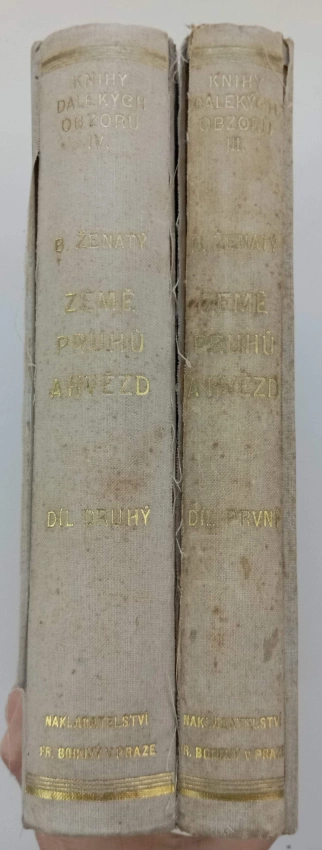 KNIHY
DALEKÝCH
OBZORŮ
IV.
B. ŽENATÝ
ZEMĚ
PRUHŮ
A HVĚZD
DÍL DRUHÝ
NAKLADATELSTVÍ
FR. BOROVÝ V PRAZE
KNIHY
DALEKÝCH
OBZORŮ
III.
B. ŽENATÝ
ZEMĚ
PRUHŮ
A HVĚZD
DÍL PRVNÍ
NAKLADATELSTVÍ
FR. BOROVÝ V PRAZE